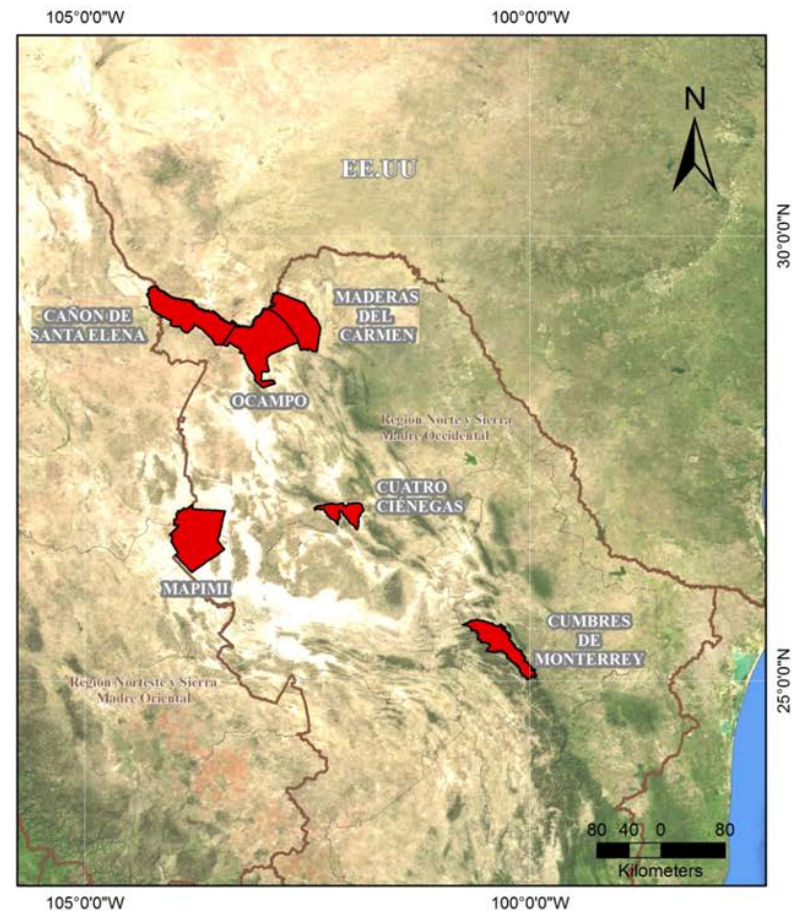 105°0'0"W
100°0'0"W
N
EE.UU
30°0'0"N
CAÑON DE
SANTA ELENA
MADERAS
DEL
CARMEN
OCAMPO
Región Norte y Sierra
Madre Occidental
CUATRO
CIÉNEGAS
MAPIMI
CUMBRES
DE
MONTERREY
Región Norteste y Sierra
Madre Oriental
25°0'0"N
80 40 0 80
Kilometers
105°0'0"W
100°0'0"W